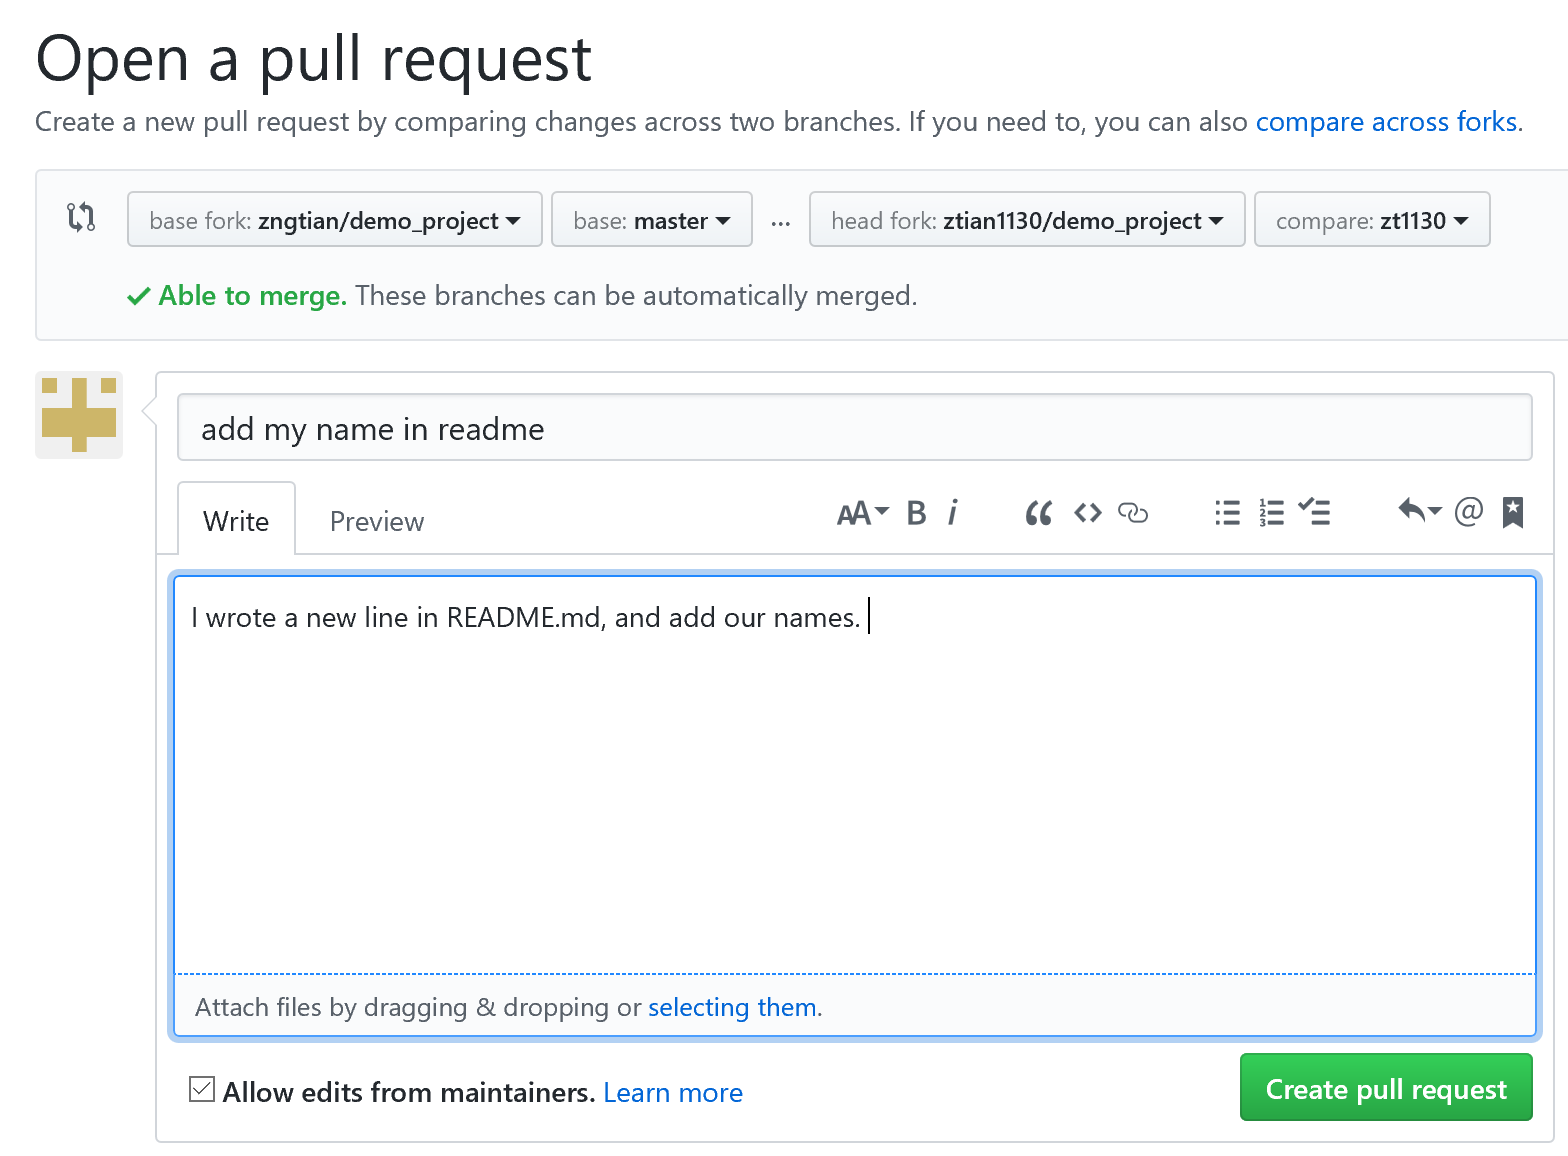 Open a pull request
Create a new pull request by comparing changes across two branches. If you need to, you can also compare across forks.
base fork: zngtian/demo_project base: master ... head fork: ztian1130/demo_project compare: zt1130
Able to merge. These branches can be automatically merged.
add my name in readme
Write Preview AA B i “ <> 1 2 3 @
I wrote a new line in README.md, and add our names.
Attach files by dragging & dropping or selecting them.
Allow edits from maintainers. Learn more Create pull request